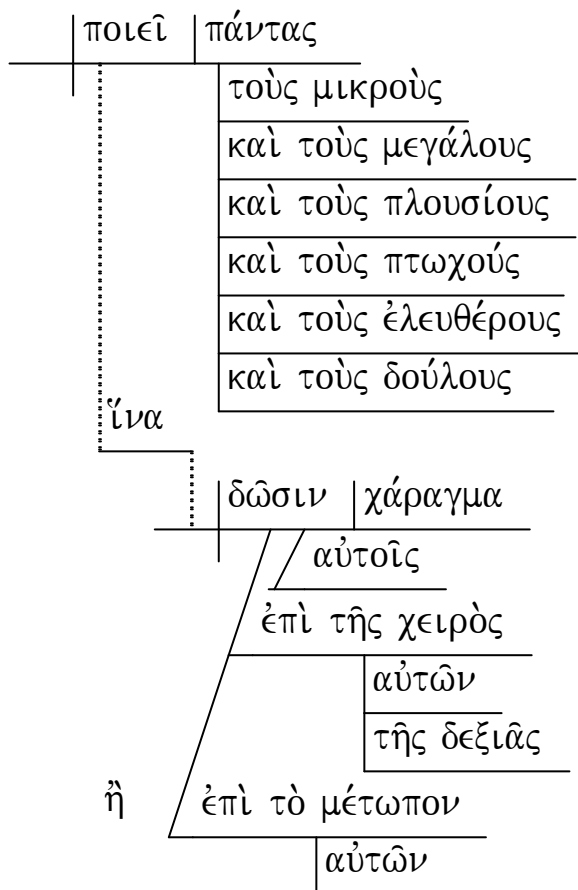 ποιεῖ πάντας
τοὺς μικροὺς
καὶ τοὺς μεγάλους
καὶ τοὺς πλουσίους
καὶ τοὺς πτωχούς
καὶ τοὺς ἐλευθέρους
καὶ τοὺς δούλους
ἵνα
δῶσιν χάραγμα
αὐτοῖς
ἐπὶ τῆς χειρὸς
αὐτῶν
τῆς δεξιᾶς
ἢ ἐπὶ τὸ μέτωπον
αὐτῶν